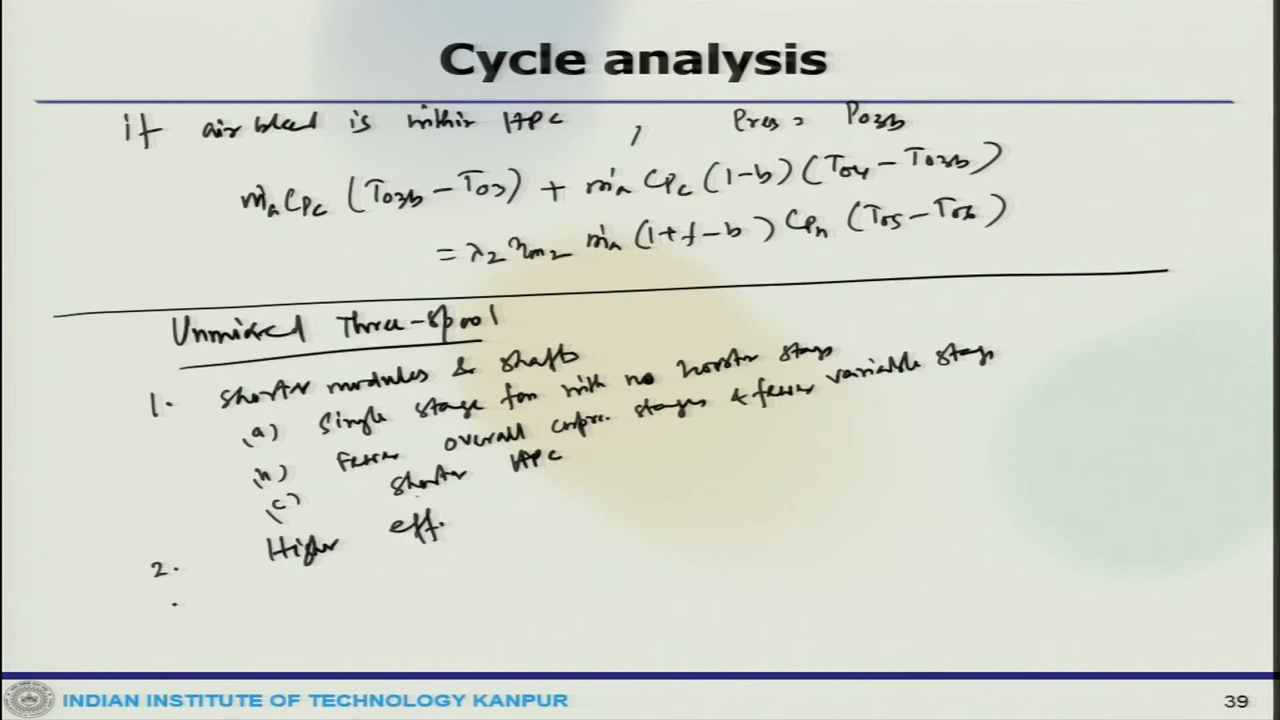 Cycle analysis
if air bleed is within HPC , Pres = P03b
ṁa CPc (T03b - T03) + ṁa CPc (1-b) (T04 - T03b)
= λ2 ηm2 ṁa (1+f-b) CPh (T05 - T06)
Unmixed Three-spool
1. shorter modules & shafts
(a) Single stage fan with no booster stage
(b) Fewer overall compr. stages & fewer variable stage
(c) shorter HPC
2. Higher eff.
INDIAN INSTITUTE OF TECHNOLOGY KANPUR
39